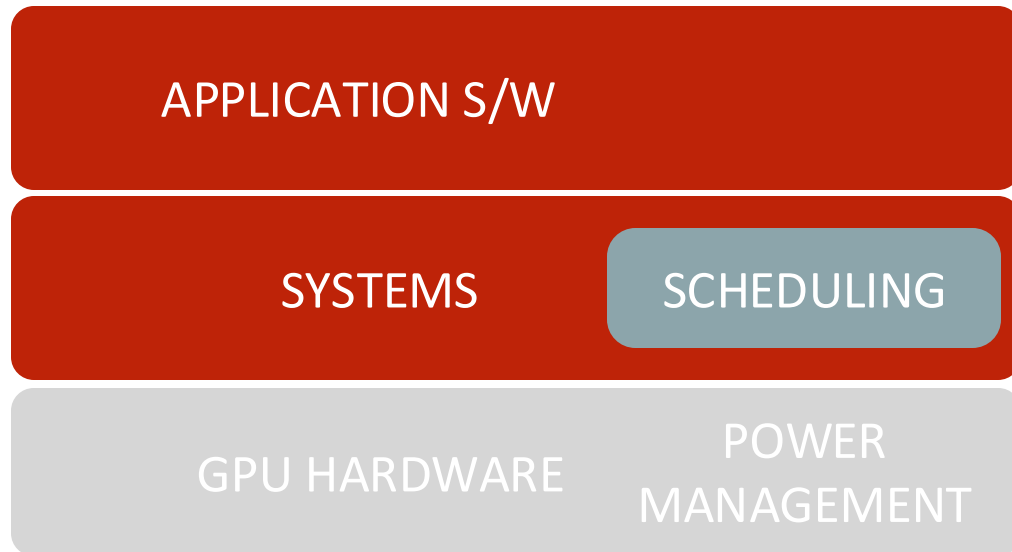 APPLICATION S/W
SYSTEMS
SCHEDULING
GPU HARDWARE
POWER
MANAGEMENT